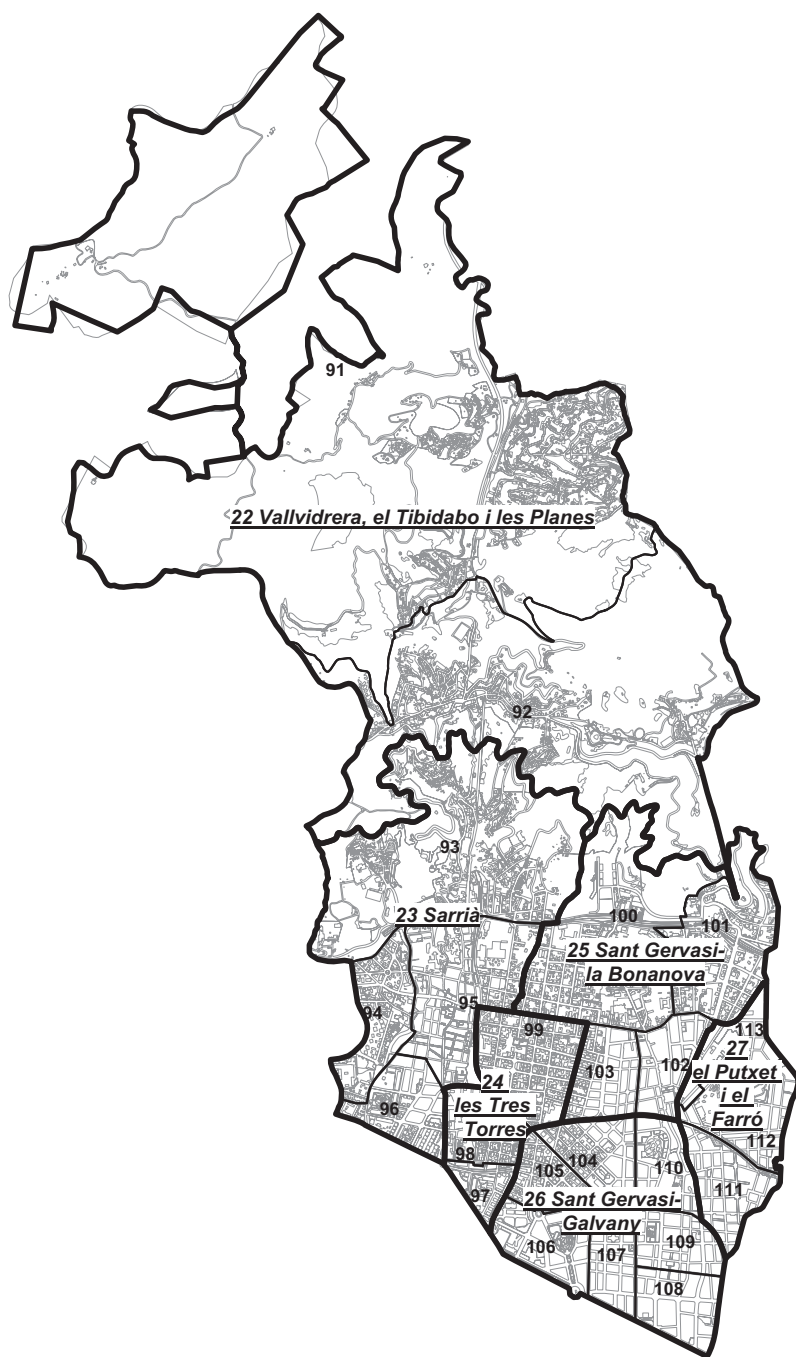 91
22 Vallvidrera, el Tibidabo i les Planes
92
93
23 Sarrià
100
101
25 Sant Gervasi-
la Bonanova
94
95
99
113
103
102
27
el Putxet
i el
Farró
24
les Tres
Torres
96
112
98
105
104
110
111
97
26 Sant Gervasi-
Galvany
106
107
109
108